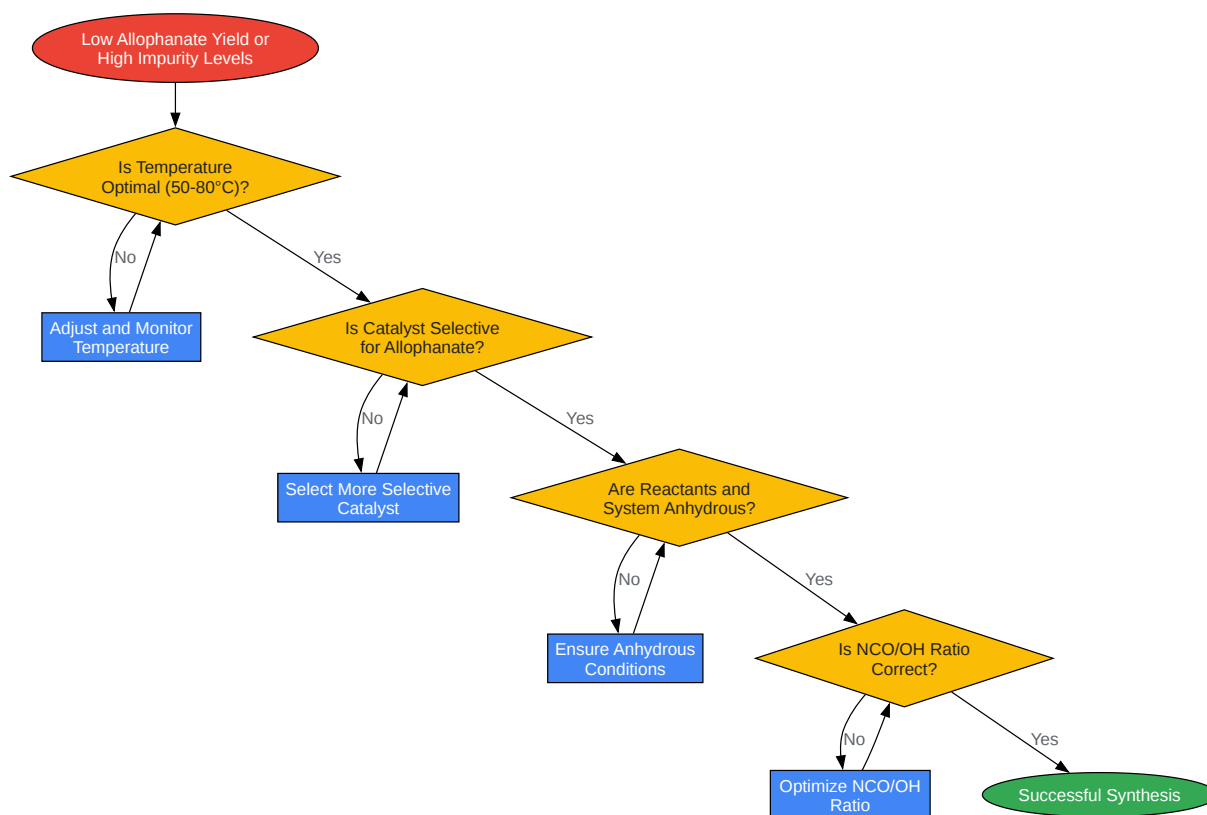 Low Allophanate Yield or
High Impurity Levels
Is Temperature
Optimal (50-80°C)?
No
Yes
Adjust and Monitor
Temperature
Is Catalyst Selective
for Allophanate?
No
Yes
Select More Selective
Catalyst
Are Reactants and
System Anhydrous?
No
Yes
Ensure Anhydrous
Conditions
Is NCO/OH Ratio
Correct?
No
Yes
Optimize NCO/OH
Ratio
Successful Synthesis